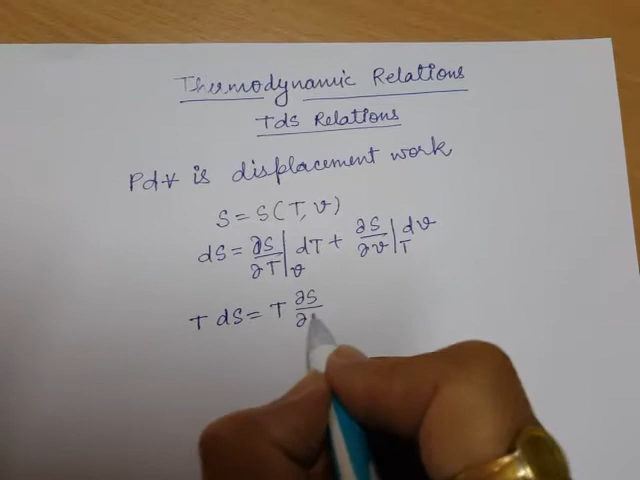 Thermodynamic Relations
Tds Relations
PdV is displacement work
S = S(T, v)
dS = ∂S/∂T|v dT + ∂S/∂v|T dv
T dS = T ∂S/∂